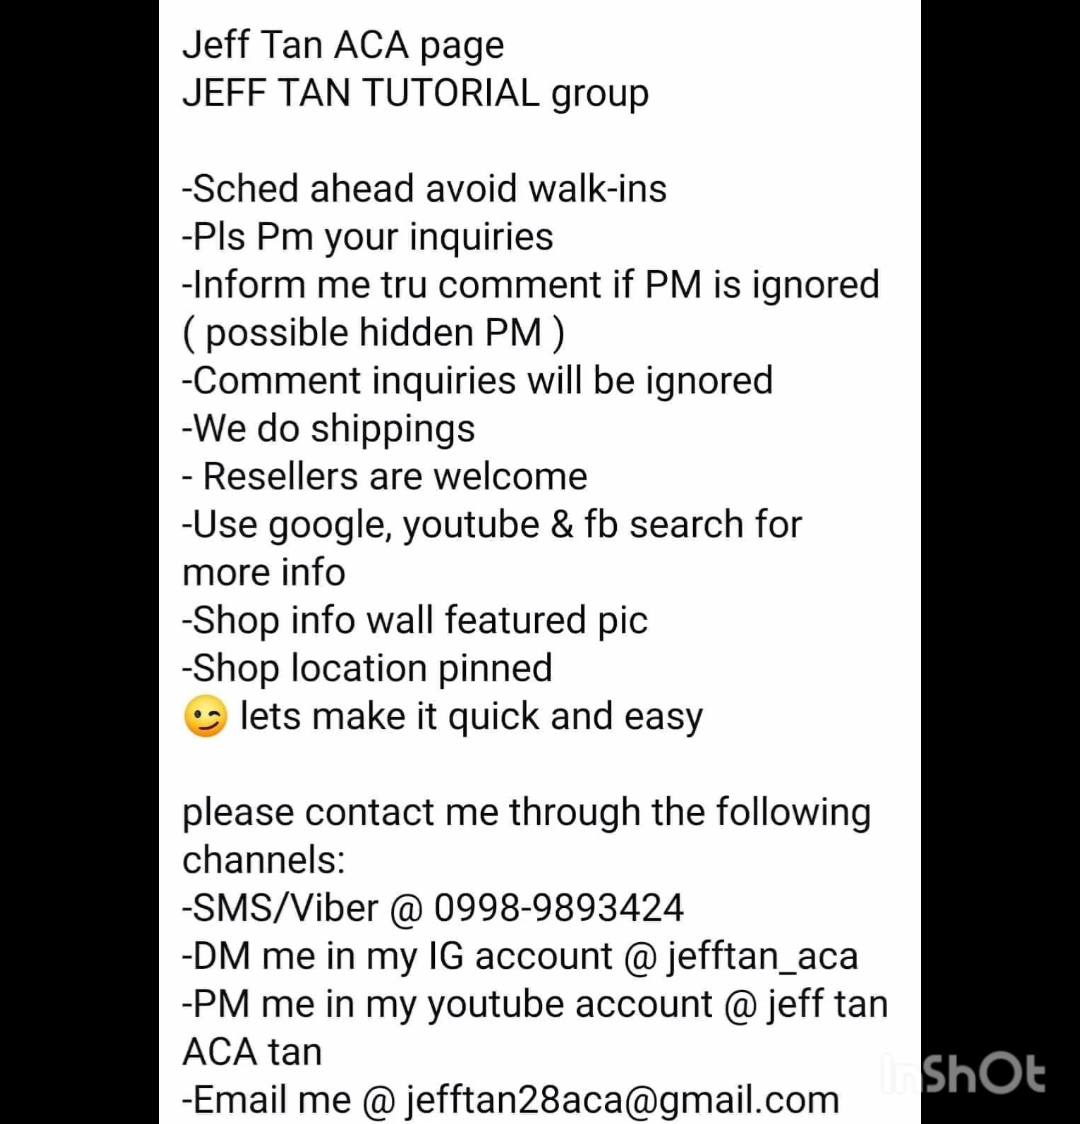 Jeff Tan ACA page
JEFF TAN TUTORIAL group
-Sched ahead avoid walk-ins
-Pls Pm your inquiries
-Inform me tru comment if PM is ignored
( possible hidden PM )
-Comment inquiries will be ignored
-We do shippings
- Resellers are welcome
-Use google, youtube & fb search for
more info
-Shop info wall featured pic
-Shop location pinned
😉 lets make it quick and easy
please contact me through the following
channels:
-SMS/Viber @ 0998-9893424
-DM me in my IG account @ jefftan_aca
-PM me in my youtube account @ jeff tan
ACA tan
-Email me @ jefftan28aca@gmail.com
InShOt